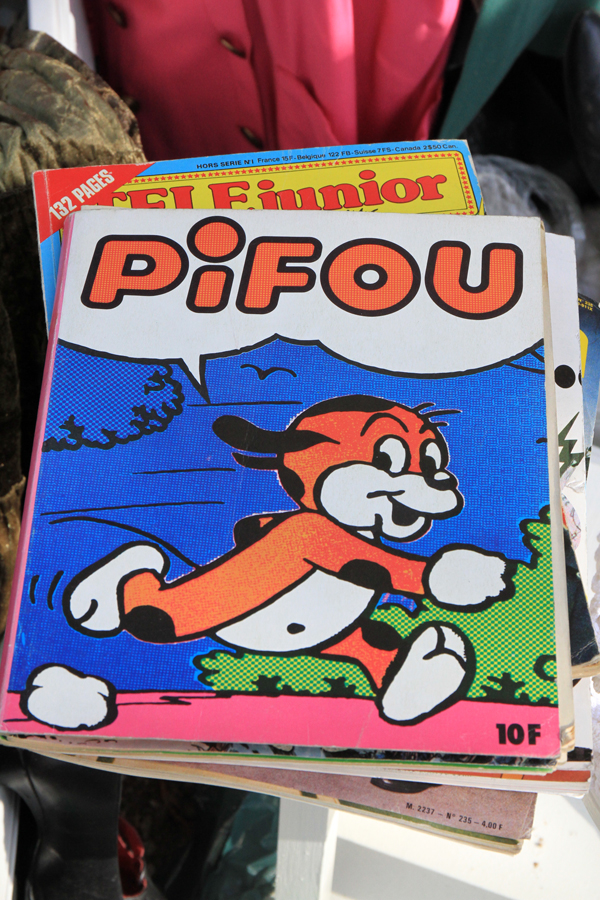 HORS SERIE N°1 France 15F-Belgique 122 FB-Suisse 7FS-Canada 2$50 Can.
132 PAGES
TELE junior
PiFOU
10F
M. 2237 – N° 235 – 4,00 F